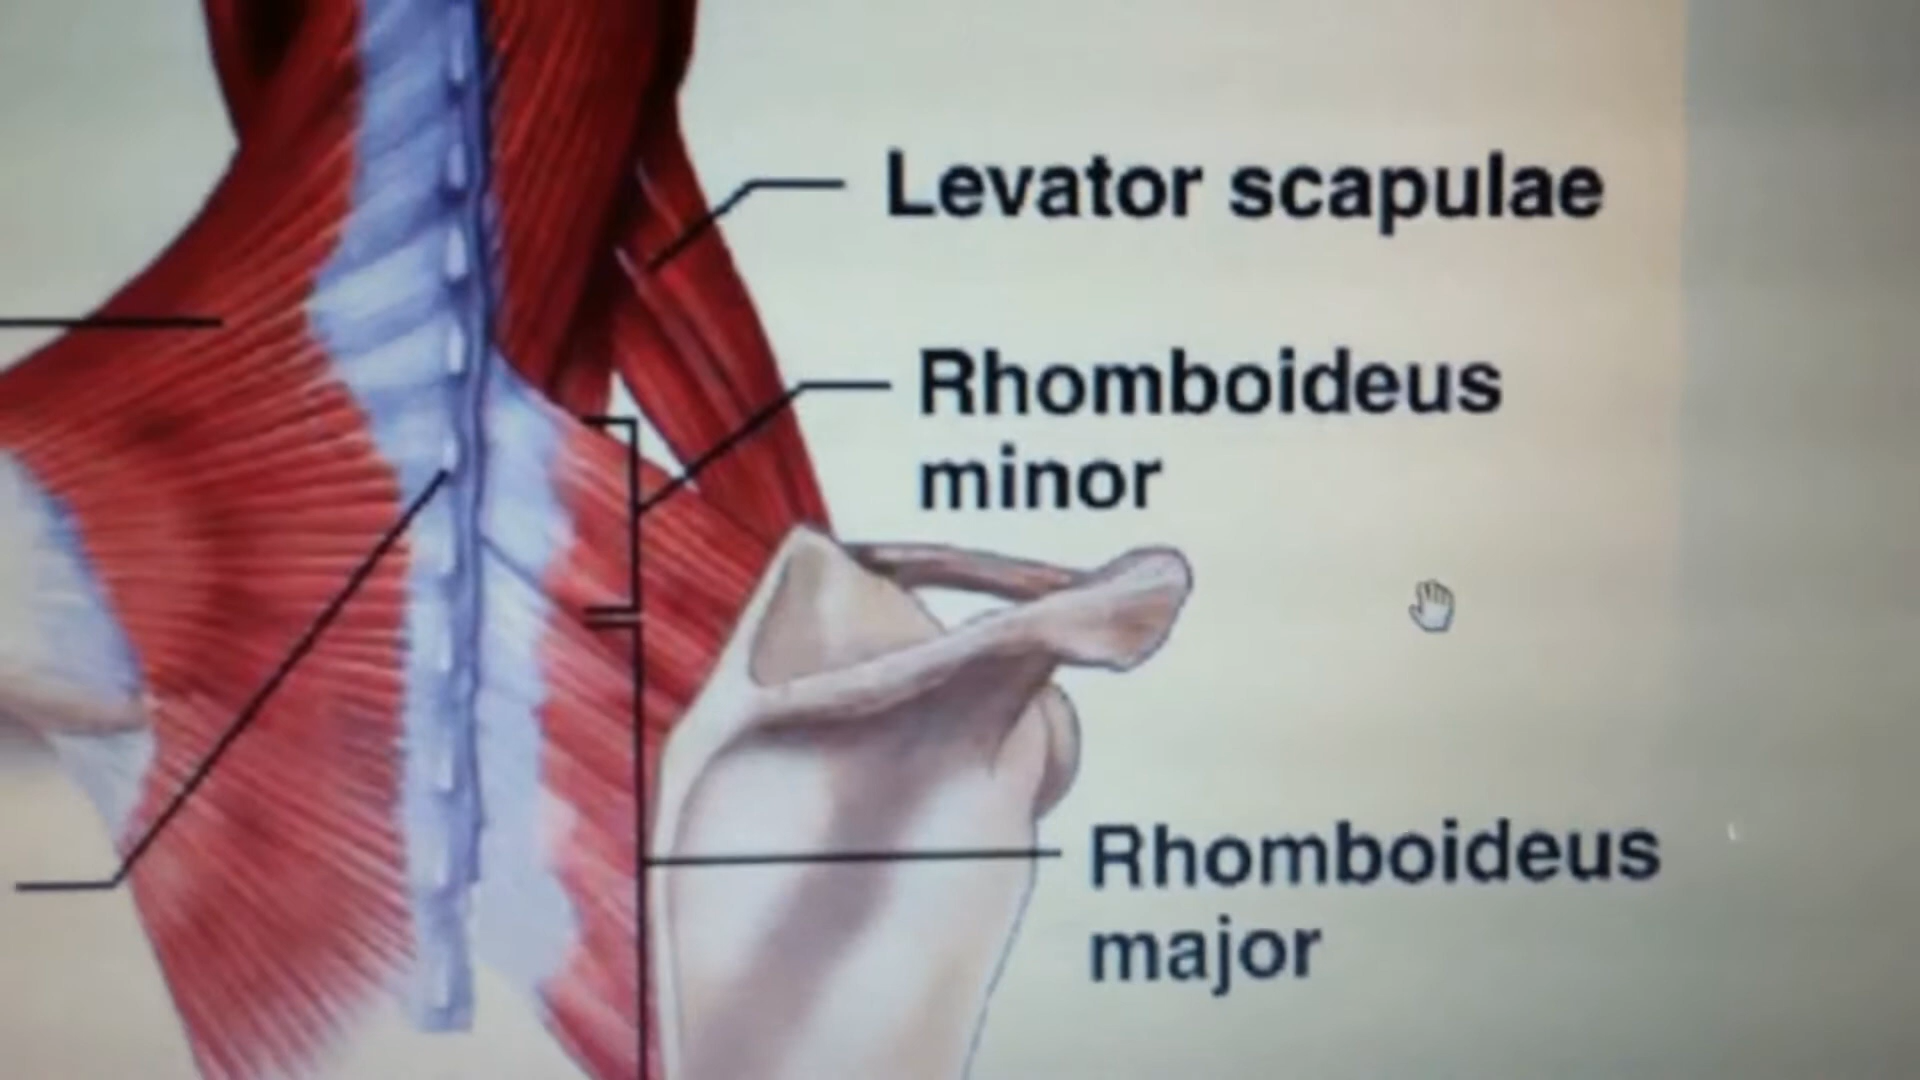 Levator scapulae
Rhomboideus
minor
Rhomboideus
major